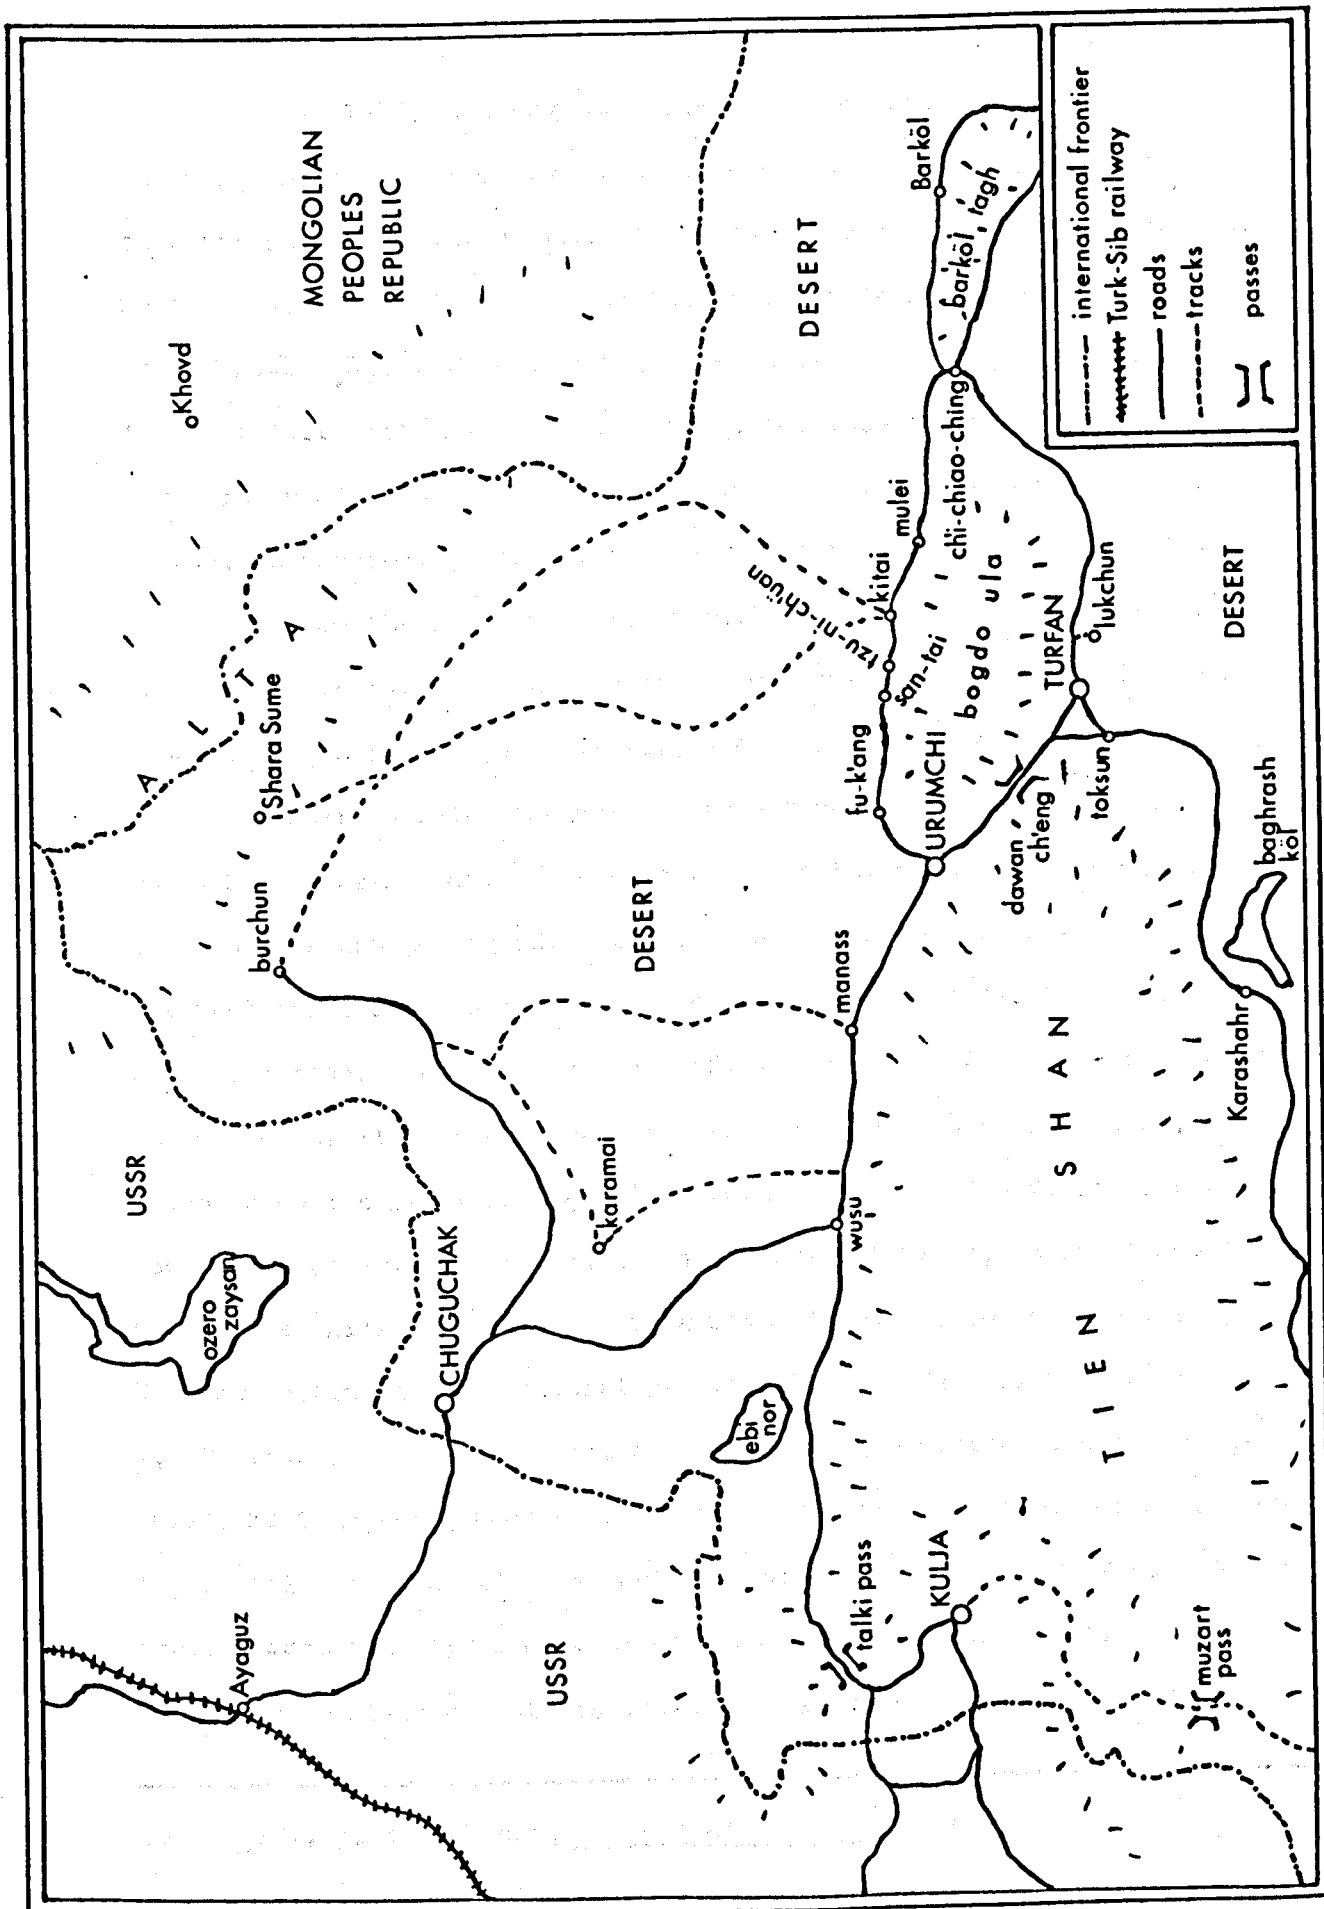 MONGOLIAN
PEOPLES
REPUBLIC
Khovd
USSR
ozero
zaysan
A L T A
Shara Sume
burchun
Ayaguz
CHUGUCHAK
karamai
DESERT
DESERT
USSR
ebi
nor
wusu
manass
fu-k'ang
san-tai
tzu-ni-ch'üan
kitai
mulei
Barköl
barköl tagh
chi-chiao-ching
URUMCHI
bogdo ula
talki pass
KULJA
dawan
ch'eng
TURFAN
lukchun
toksun
TIEN SHAN
DESERT
muzart
pass
Karashahr
baghrash
köl
international frontier
Turk-Sib railway
roads
tracks
passes